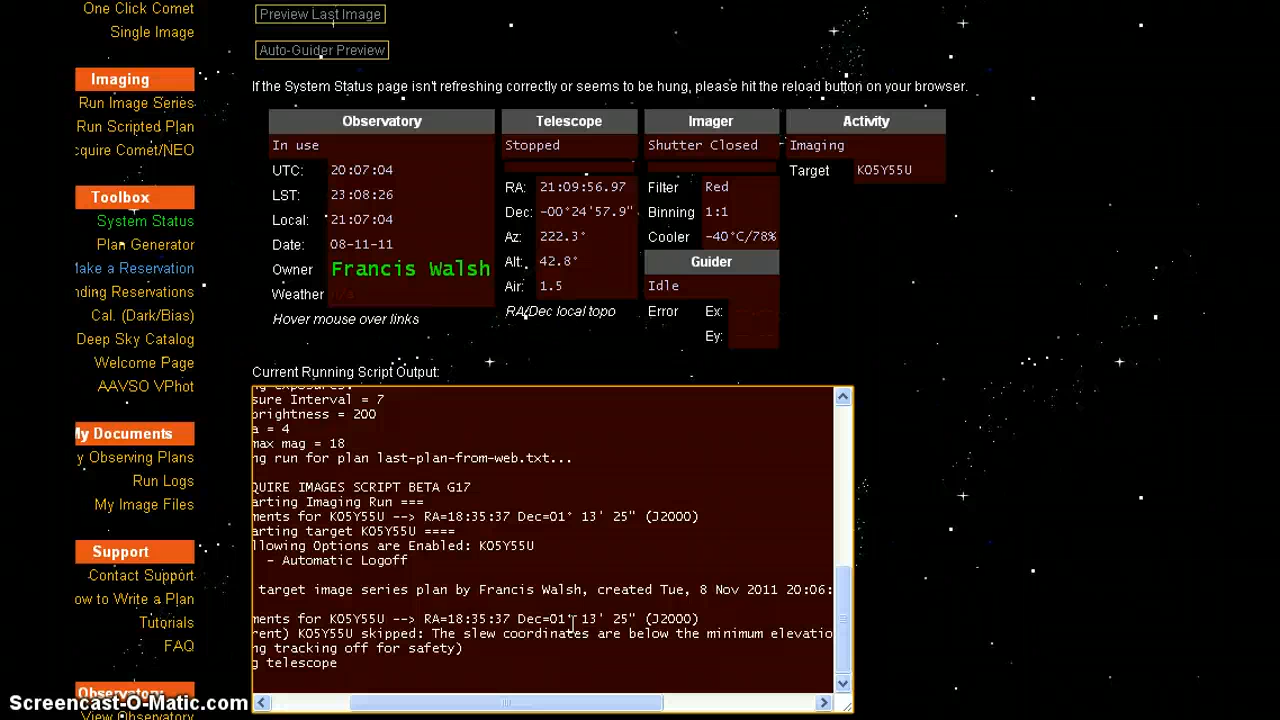 One Click Comet
Single Image
Imaging
Run Image Series
Run Scripted Plan
cquire Comet/NEO
Toolbox
System Status
Plan Generator
Make a Reservation
nding Reservations
Cal. (Dark/Bias)
Deep Sky Catalog
Welcome Page
AAVSO VPhot
My Documents
y Observing Plans
Run Logs
My Image Files
Support
Contact Support
ow to Write a Plan
Tutorials
FAQ
Observatory
View Observatory
Preview Last Image
Auto-Guider Preview
If the System Status page isn't refreshing correctly or seems to be hung, please hit the reload button on your browser.
Observatory
In use
UTC: 20:07:04
LST: 23:08:26
Local: 21:07:04
Date: 08-11-11
Owner Francis Walsh
Weather n/a
Hover mouse over links
Telescope
Stopped
RA: 21:09:56.97
Dec: -00°24'57.9"
Az: 222.3°
Alt: 42.8°
Air: 1.5
RA/Dec local topo
Imager
Shutter Closed
Filter Red
Binning 1:1
Cooler -40°C/78%
Guider
Idle
Error Ex:
Ey:
Activity
Imaging
Target K05Y55U
Current Running Script Output:
ng exposures.
sure Interval = 7
brightness = 200
a = 4
max mag = 18
ng run for plan last-plan-from-web.txt...
QUIRE IMAGES SCRIPT BETA G17
arting Imaging Run ===
ments for K05Y55U --> RA=18:35:37 Dec=01° 13' 25" (J2000)
arting target K05Y55U ====
llowing Options are Enabled: K05Y55U
- Automatic Logoff
target image series plan by Francis Walsh, created Tue, 8 Nov 2011 20:06:
ments for K05Y55U --> RA=18:35:37 Dec=01° 13' 25" (J2000)
rent) K05Y55U skipped: The slew coordinates are below the minimum elevatio
ng tracking off for safety)
g telescope
Screencast-O-Matic.com